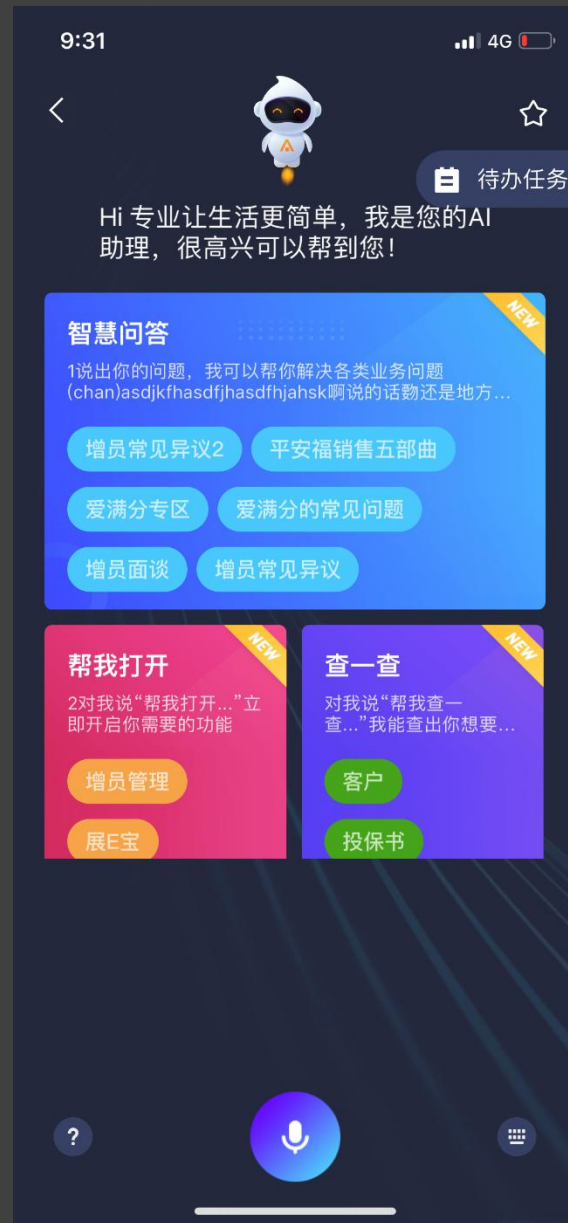 9:31
4G
待办任务
Hi 专业让生活更简单，我是您的AI
助理，很高兴可以帮到您！
NEW
智慧问答
1说出你的问题，我可以帮你解决各类业务问题
(chan)asdjkfhasdfjhasdfhjahsk啊说的话勠还是地方...
增员常见异议2
平安福销售五部曲
爱满分专区
爱满分的常见问题
增员面谈
增员常见异议
NEW
帮我打开
2对我说“帮我打开...”立
即开启你需要的功能
增员管理
展E宝
NEW
查一查
对我说“帮我查一
查...”我能查出你想要...
客户
投保书
?